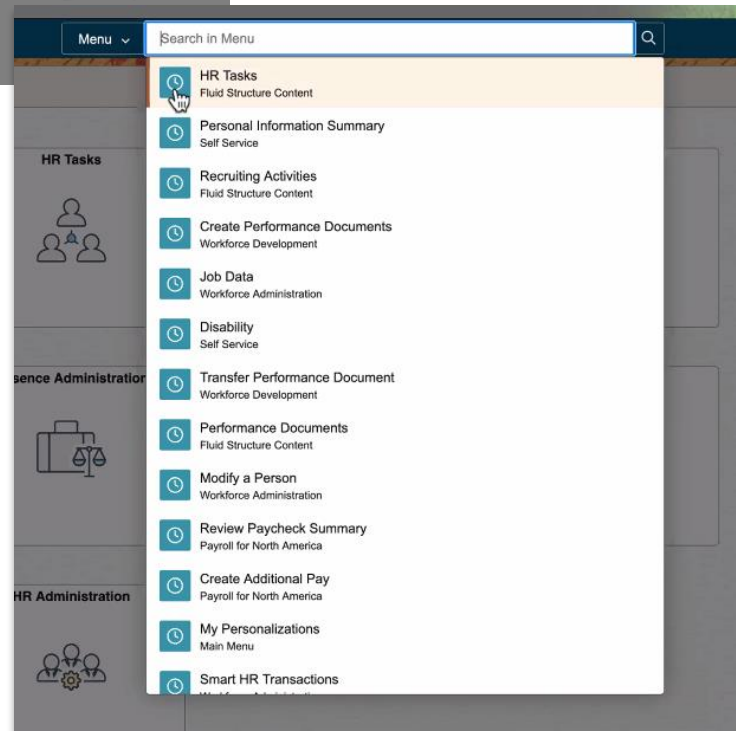 Menu
Search in Menu
HR Tasks
Fluid Structure Content
Personal Information Summary
Self Service
HR Tasks
Recruiting Activities
Fluid Structure Content
Create Performance Documents
Workforce Development
Job Data
Workforce Administration
Disability
Self Service
sence Administration
Transfer Performance Document
Workforce Development
Performance Documents
Fluid Structure Content
Modify a Person
Workforce Administration
Review Paycheck Summary
Payroll for North America
Create Additional Pay
Payroll for North America
HR Administration
My Personalizations
Main Menu
Smart HR Transactions